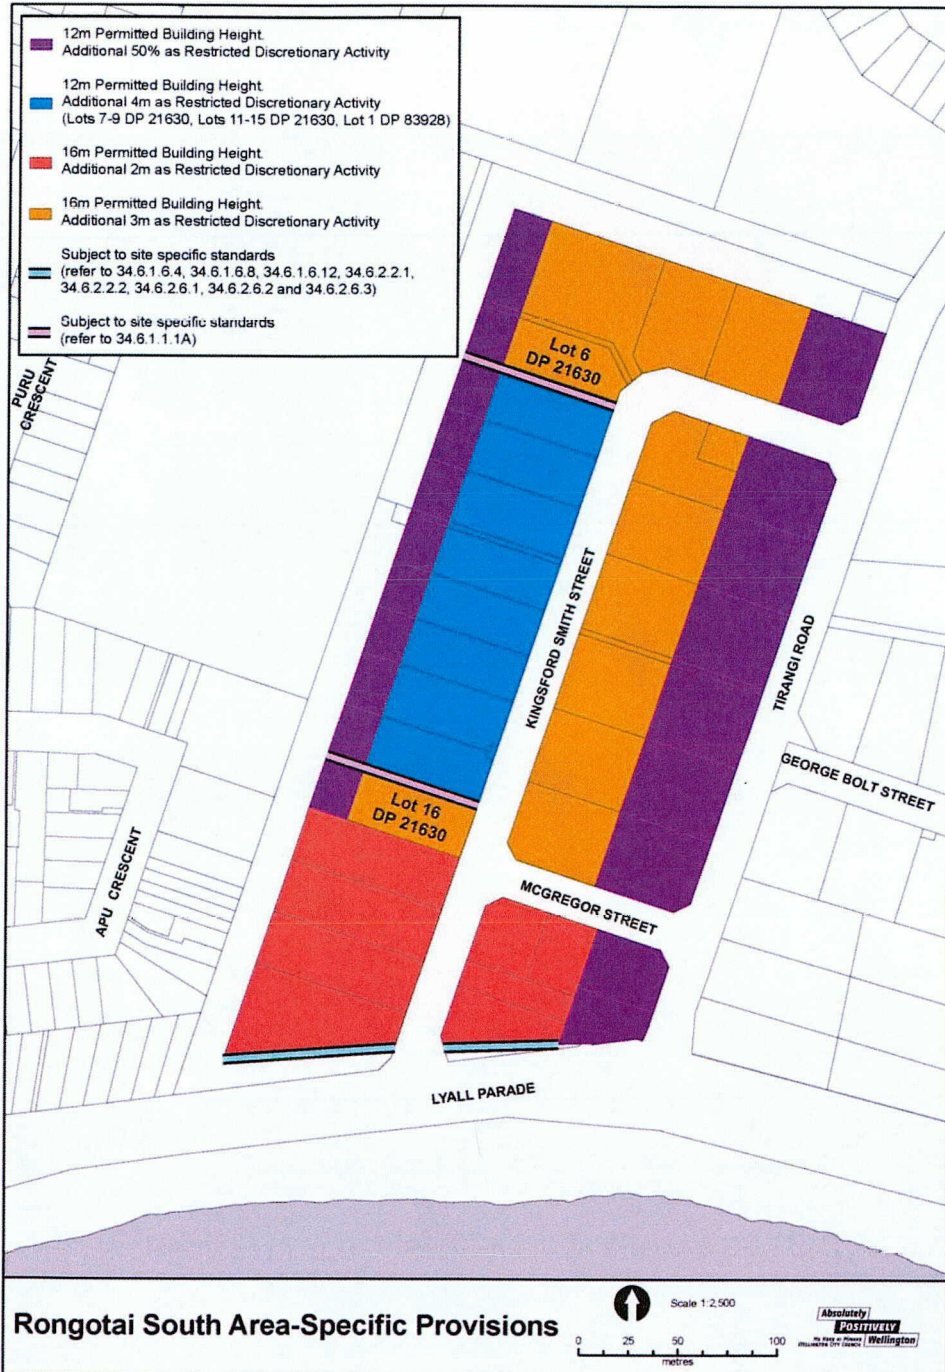 12m Permitted Building Height.
Additional 50% as Restricted Discretionary Activity
12m Permitted Building Height.
Additional 4m as Restricted Discretionary Activity
(Lots 7-9 DP 21630, Lots 11-15 DP 21630, Lot 1 DP 83928)
16m Permitted Building Height.
Additional 2m as Restricted Discretionary Activity
16m Permitted Building Height.
Additional 3m as Restricted Discretionary Activity
Subject to site specific standards
(refer to 34.6.1.6.4, 34.6.1.6.8, 34.6.1.6.12, 34.6.2.2.1,
34.6.2.2.2, 34.6.2.6.1, 34.6.2.6.2 and 34.6.2.6.3)
Subject to site specific standards
(refer to 34.6.1.1.1A)
PURU
CRESCENT
Lot 6
DP 21630
KINGSFORD SMITH STREET
TIRANGI ROAD
GEORGE BOLT STREET
Lot 16
DP 21630
APU CRESCENT
MCGREGOR STREET
LYALL PARADE
Rongotai South Area-Specific Provisions
Scale 1:2,500
0 25 50 100
metres
Absolutely
POSITIVELY
Wellington